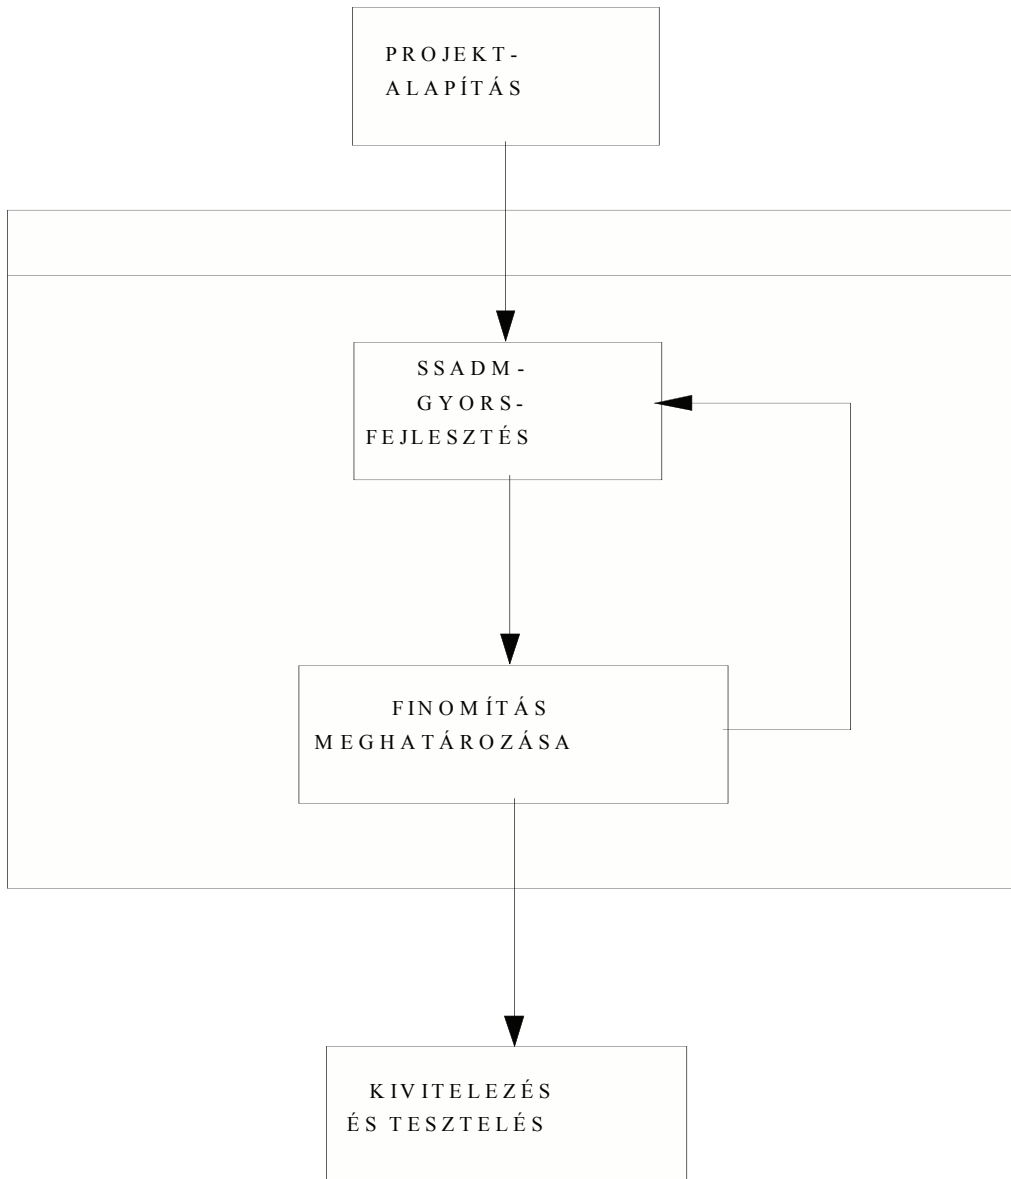 PROJEKT-
ALAPÍTÁS
SSADM-
GYORS-
FEJLESZTÉS
FINOMÍTÁS
MEGHATÁROZÁSA
KIVITELEZÉS
ÉS TESZTELÉS